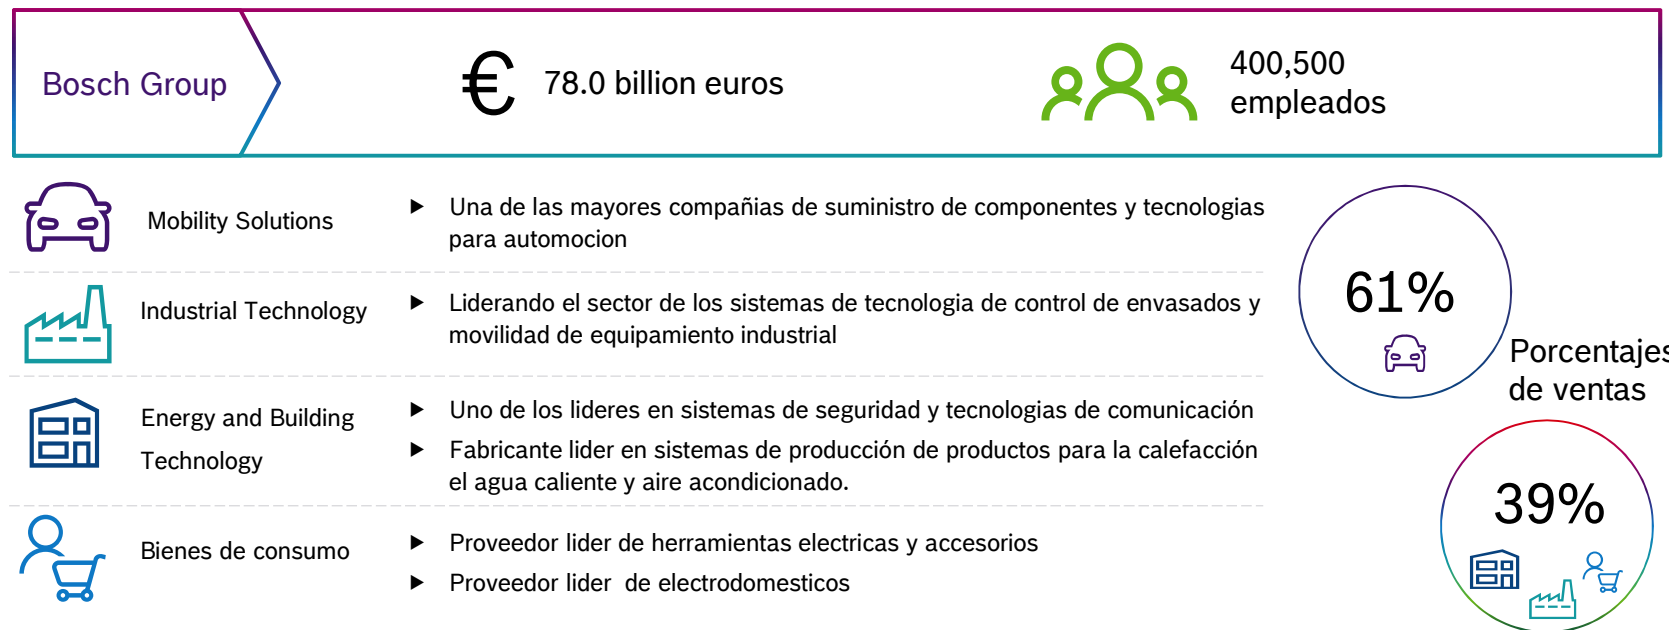 Bosch Group
€ 78.0 billion euros
400,500
empleados
Mobility Solutions
▶ Una de las mayores compañias de suministro de componentes y tecnologias
para automocion
Industrial Technology
▶ Liderando el sector de los sistemas de tecnologia de control de envasados y
movilidad de equipamiento industrial
Energy and Building
Technology
▶ Uno de los lideres en sistemas de seguridad y tecnologias de comunicación
▶ Fabricante lider en sistemas de producción de productos para la calefacción
el agua caliente y aire acondicionado.
Bienes de consumo
▶ Proveedor lider de herramientas electricas y accesorios
▶ Proveedor lider de electrodomesticos
61%
Porcentajes
de ventas
39%